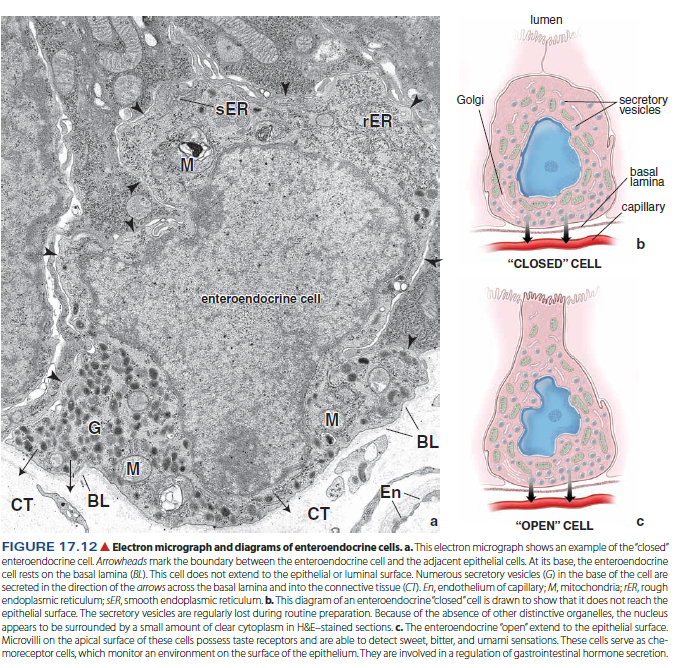 lumen
Golgi
secretory
vesicles
basal
lamina
capillary
b
"CLOSED" CELL
sER
rER
M
enteroendocrine cell
G
M
M
BL
BL
En
CT
CT
a
"OPEN" CELL
c
FIGURE 17.12 ▲ Electron micrograph and diagrams of enteroendocrine cells. a. This electron micrograph shows an example of the "closed"
enteroendocrine cell. Arrowheads mark the boundary between the enteroendocrine cell and the adjacent epithelial cells. At its base, the enteroendocrine
cell rests on the basal lamina (BL). This cell does not extend to the epithelial or luminal surface. Numerous secretory vesicles (G) in the base of the cell are
secreted in the direction of the arrows across the basal lamina and into the connective tissue (CT). En, endothelium of capillary; M, mitochondria; rER, rough
endoplasmic reticulum; sER, smooth endoplasmic reticulum. b. This diagram of an enteroendocrine "closed" cell is drawn to show that it does not reach the
epithelial surface. The secretory vesicles are regularly lost during routine preparation. Because of the absence of other distinctive organelles, the nucleus
appears to be surrounded by a small amount of clear cytoplasm in H&E–stained sections. c. The enteroendocrine "open" extend to the epithelial surface.
Microvilli on the apical surface of these cells possess taste receptors and are able to detect sweet, bitter, and umami sensations. These cells serve as che-
moreceptor cells, which monitor an environment on the surface of the epithelium. They are involved in a regulation of gastrointestinal hormone secretion.